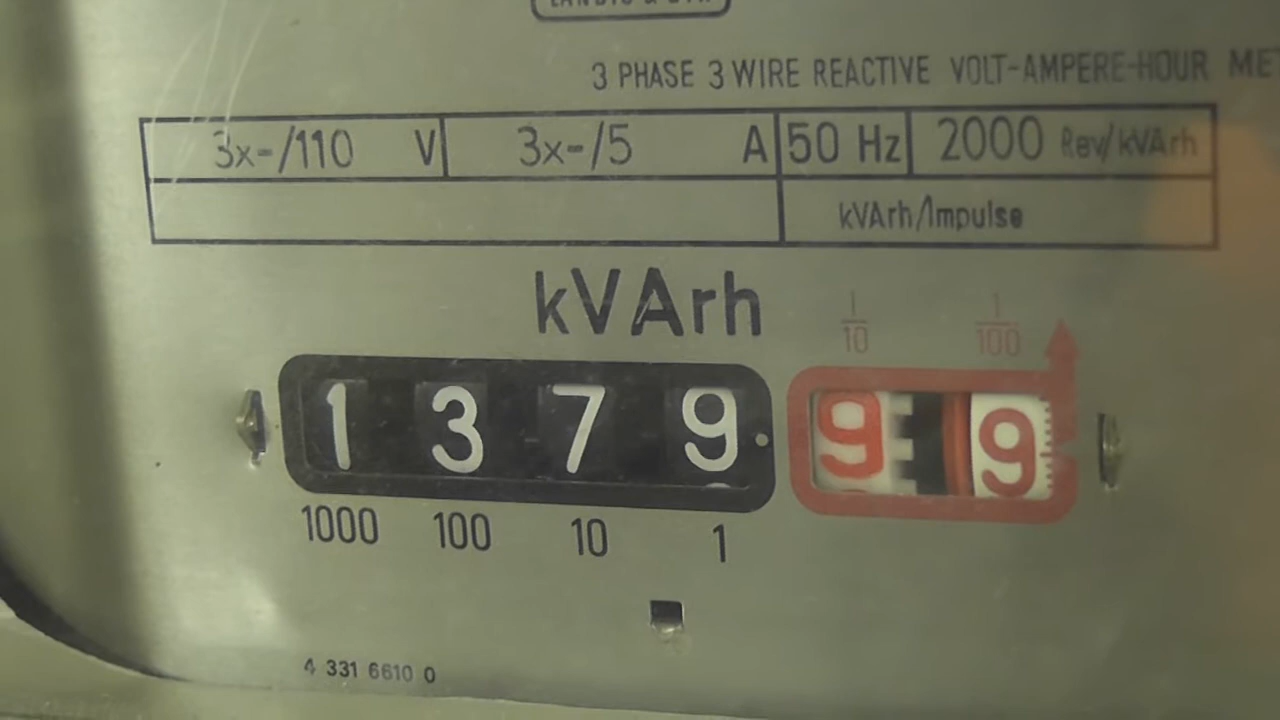 3 PHASE 3 WIRE REACTIVE VOLT-AMPERE-HOUR
3x-/110 V 3x-/5 A 50 Hz 2000 Rev/kVArh
kVArh/Impulse
kVArh
1/10 1/100
1 3 7 9 9 9
1000 100 10 1
4 331 6610 0